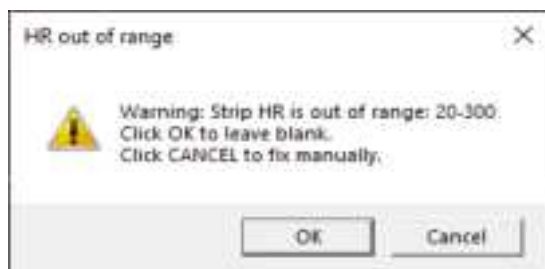 HR out of range
Warning: Strip HR is out of range: 20-300
Click OK to leave blank.
Click CANCEL to fix manually.
OK
Cancel